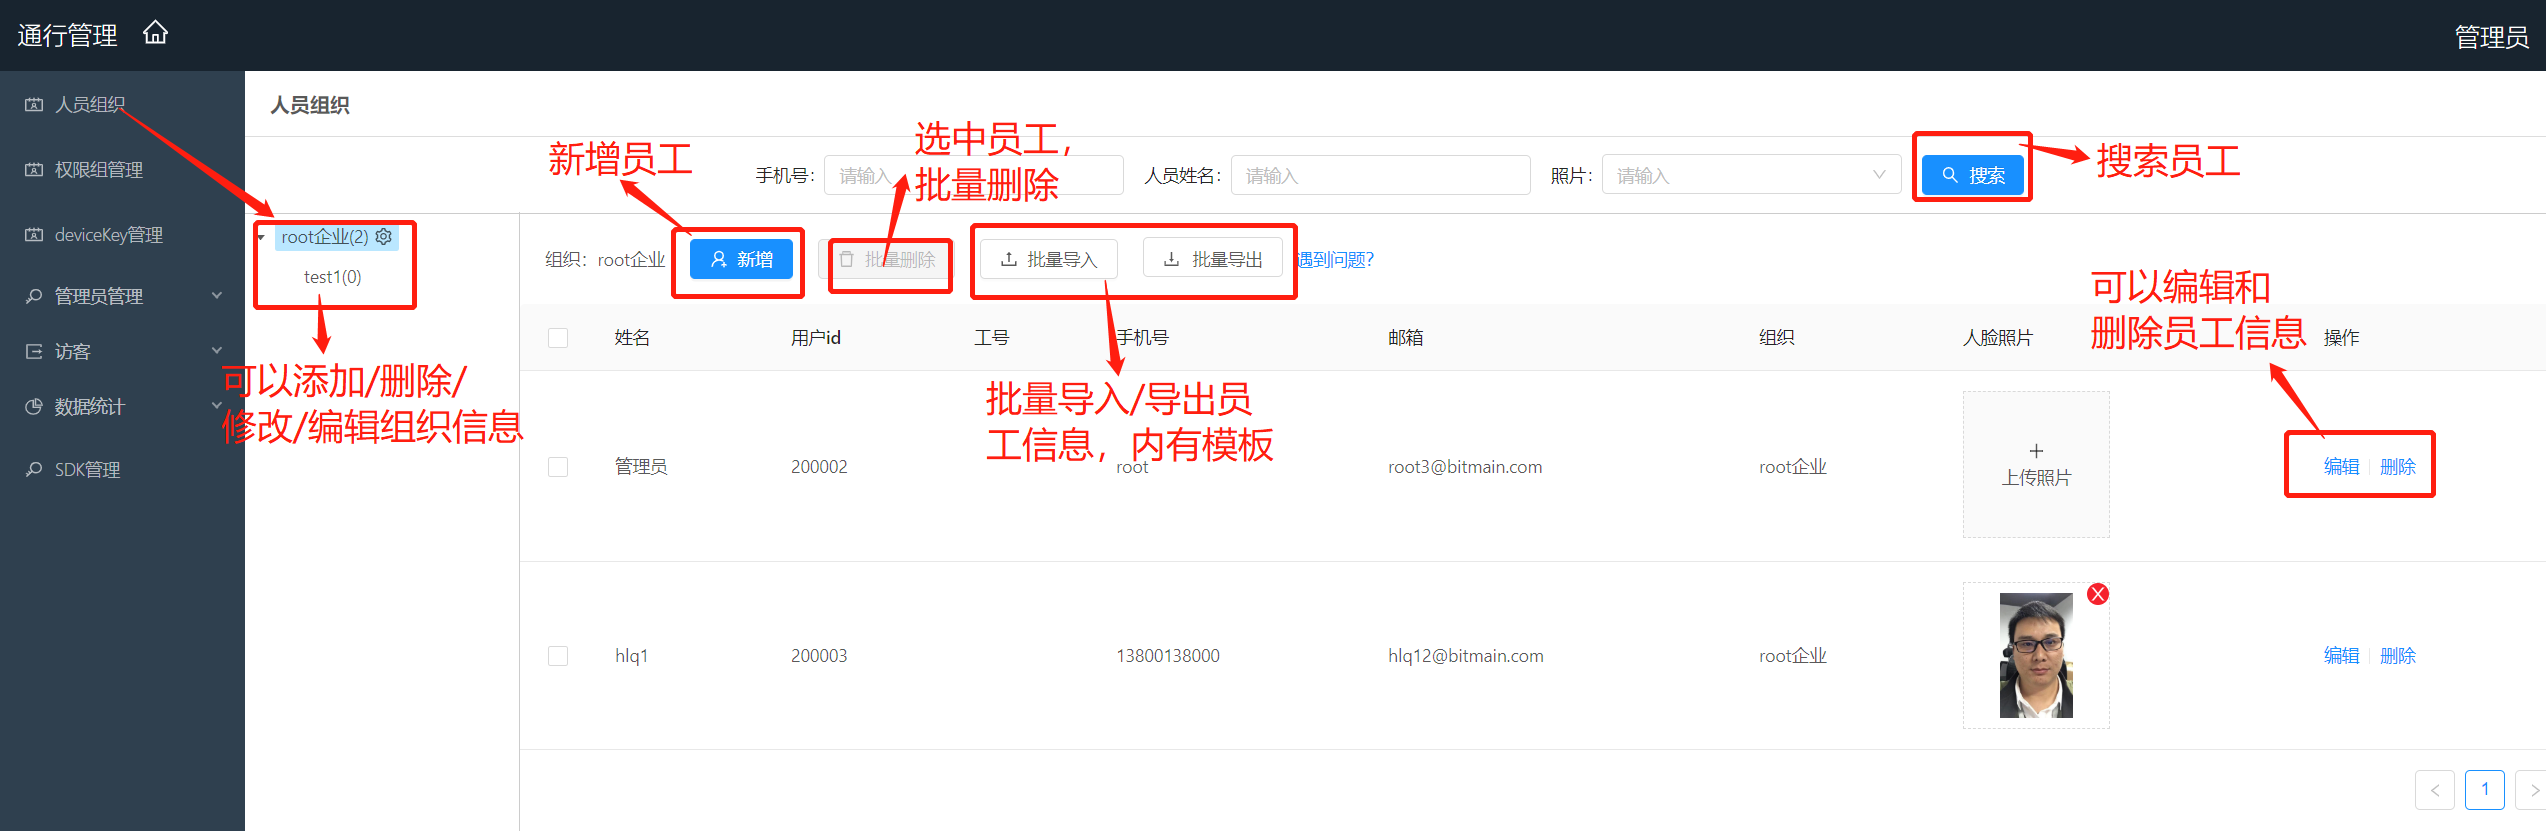 通行管理
管理员
人员组织
权限组管理
deviceKey管理
管理员管理
访客
数据统计
SDK管理
人员组织
新增员工
选中员工，
批量删除
搜索员工
手机号：
请输入
人员姓名：
请输入
照片：
请输入
搜索
root企业(2)
test1(0)
可以添加/删除/
修改/编辑组织信息
组织：root企业
新增
批量删除
批量导入
批量导出
遇到问题?
批量导入/导出员
工信息，内有模板
可以编辑和
删除员工信息
姓名 用户id 工号 手机号 邮箱 组织 人脸照片 操作
管理员 200002 root root3@bitmain.com root企业
上传照片
编辑 删除
hlq1 200003 13800138000 hlq12@bitmain.com root企业
编辑 删除
1